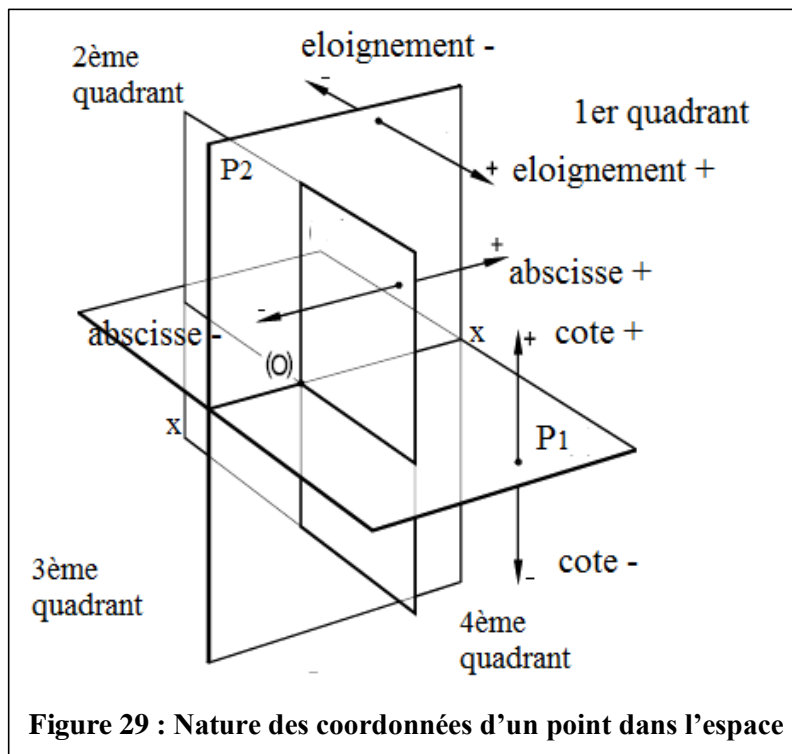 eloignement -
2ème
quadrant
-
1er quadrant
P2
+
eloignement +
+
abscisse +
-
abscisse -
x
+
cote +
(O)
x
P1
-
cote -
3ème
quadrant
4ème
quadrant
Figure 29 : Nature des coordonnées d'un point dans l'espace